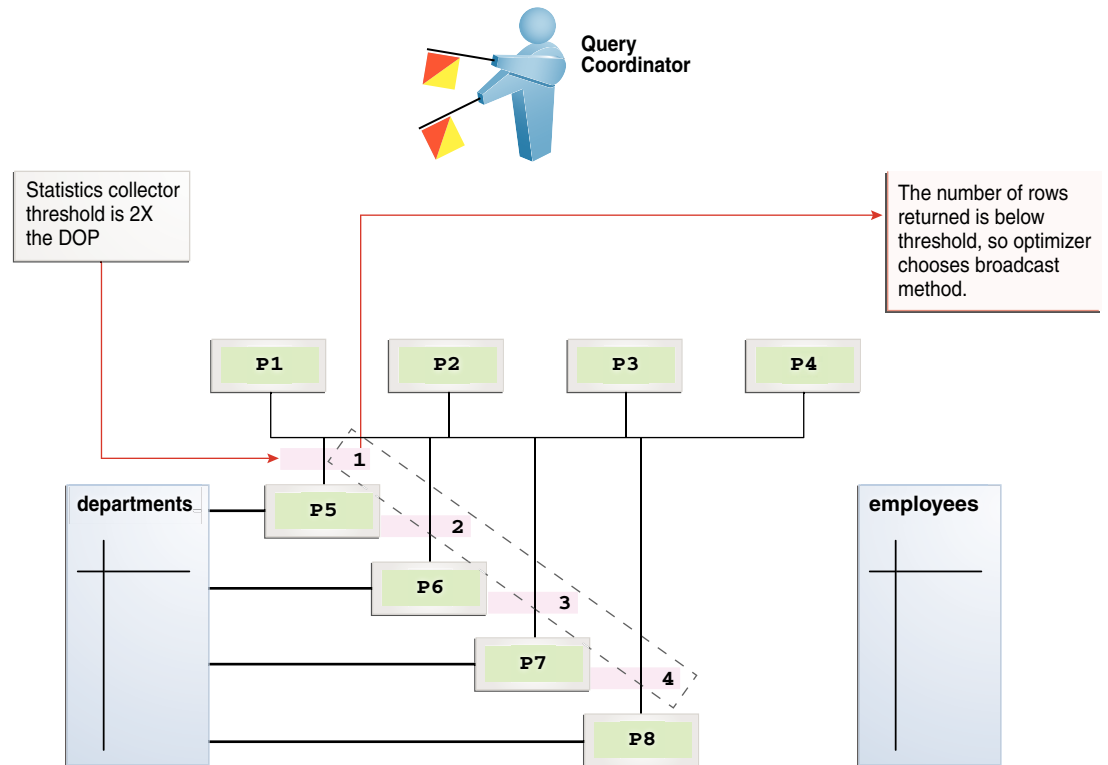 Query
Coordinator
Statistics collector
threshold is 2X
the DOP
The number of rows
returned is below
threshold, so optimizer
chooses broadcast
method.
P1
P2
P3
P4
1
departments
P5
employees
2
P6
3
P7
4
P8